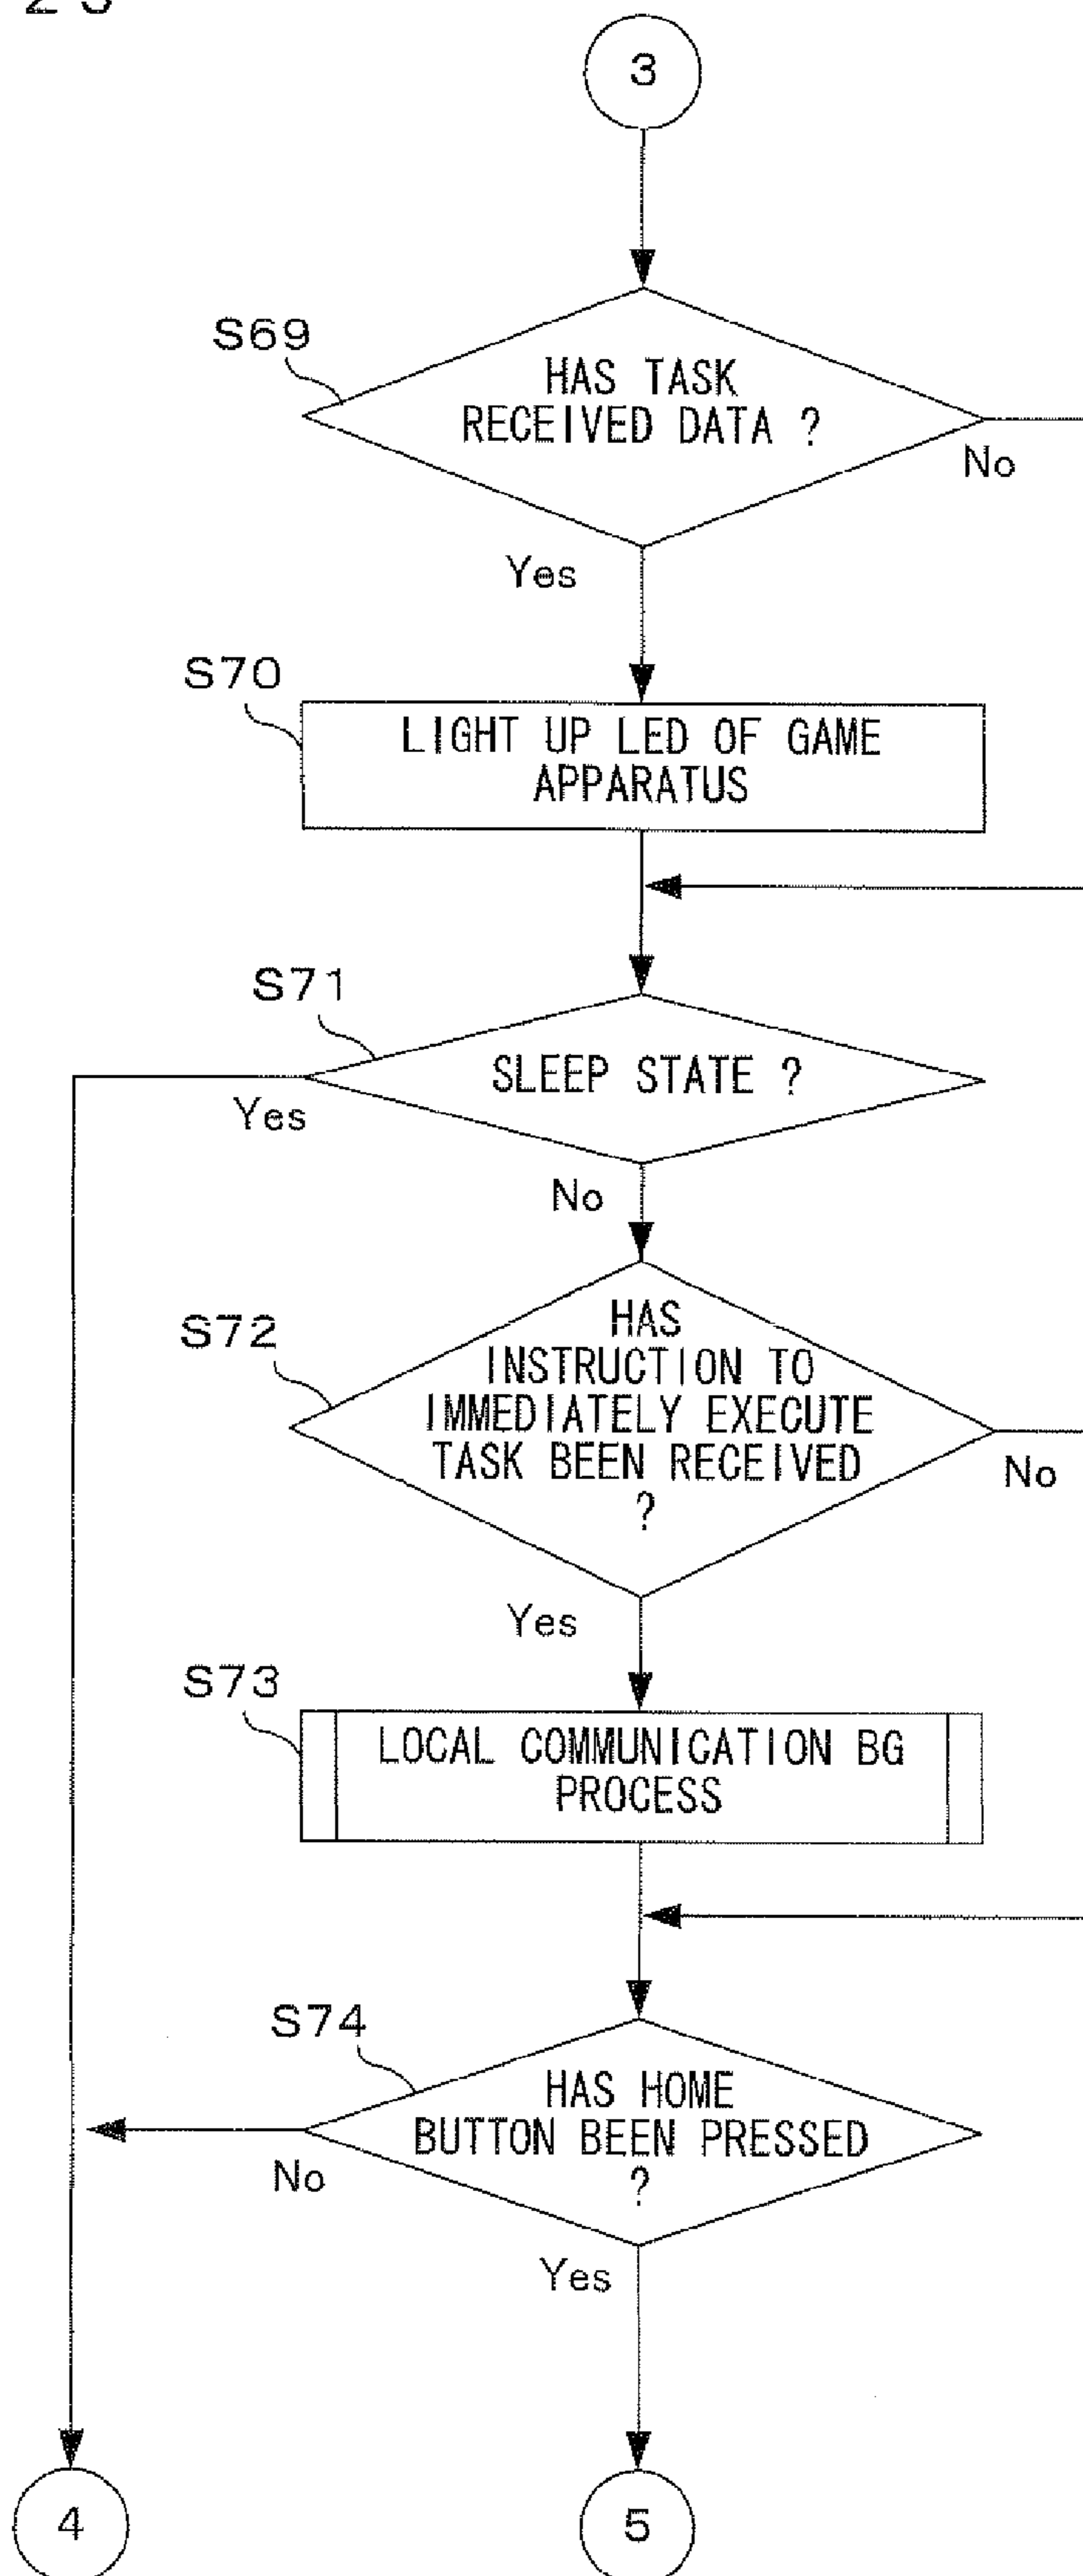 3
S69
HAS TASK
RECEIVED DATA ?
No
Yes
S70
LIGHT UP LED OF GAME
APPARATUS
S71
SLEEP STATE ?
Yes
No
S72
HAS
INSTRUCTION TO
IMMEDIATELY EXECUTE
TASK BEEN RECEIVED
?
No
Yes
S73
LOCAL COMMUNICATION BG
PROCESS
S74
HAS HOME
BUTTON BEEN PRESSED
?
No
Yes
4
5